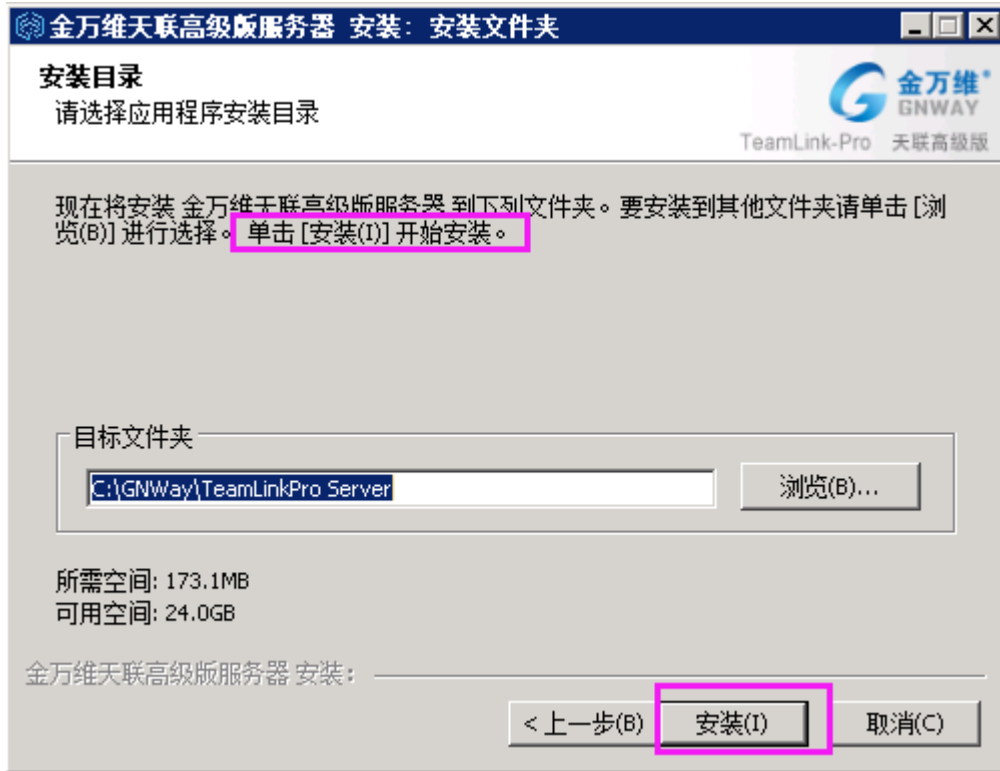 金万维天联高级版服务器 安装: 安装文件夹
安装目录
请选择应用程序安装目录
金万维®
GNWAY
TeamLink-Pro 天联高级版
现在将安装 金万维天联高级版服务器 到下列文件夹。要安装到其他文件夹请单击 [浏
览(B)] 进行选择。 单击 [安装(I)] 开始安装。
目标文件夹
C:\GNWay\TeamLinkPro Server
浏览(B)...
所需空间: 173.1MB
可用空间: 24.0GB
金万维天联高级版服务器 安装:
< 上一步(B)
安装(I)
取消(C)